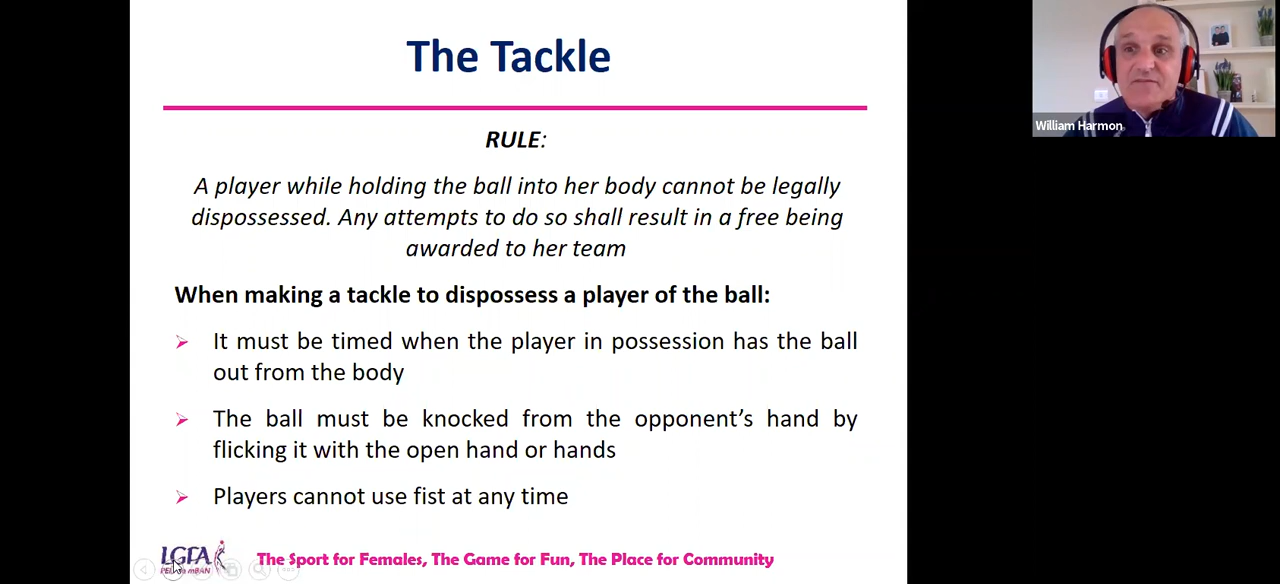 The Tackle
RULE:
A player while holding the ball into her body cannot be legally
dispossessed. Any attempts to do so shall result in a free being
awarded to her team
When making a tackle to dispossess a player of the ball:
It must be timed when the player in possession has the ball
out from the body
The ball must be knocked from the opponent's hand by
flicking it with the open hand or hands
Players cannot use fist at any time
LGFA
The Sport for Females, The Game for Fun, The Place for Community
William Harmon